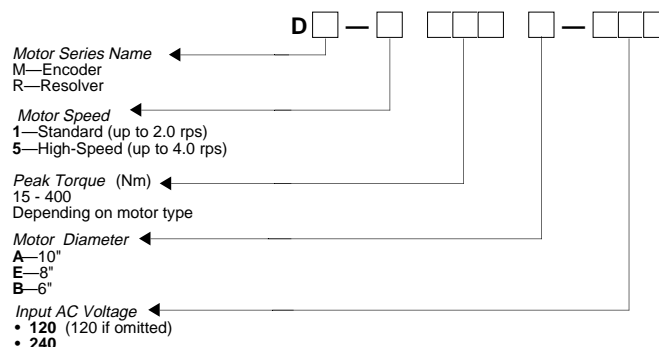 D — —
Motor Series Name
M—Encoder
R—Resolver
Motor Speed
1—Standard (up to 2.0 rps)
5—High-Speed (up to 4.0 rps)
Peak Torque (Nm)
15 - 400
Depending on motor type
Motor Diameter
A—10"
E—8"
B—6"
Input AC Voltage
• 120 (120 if omitted)
• 240